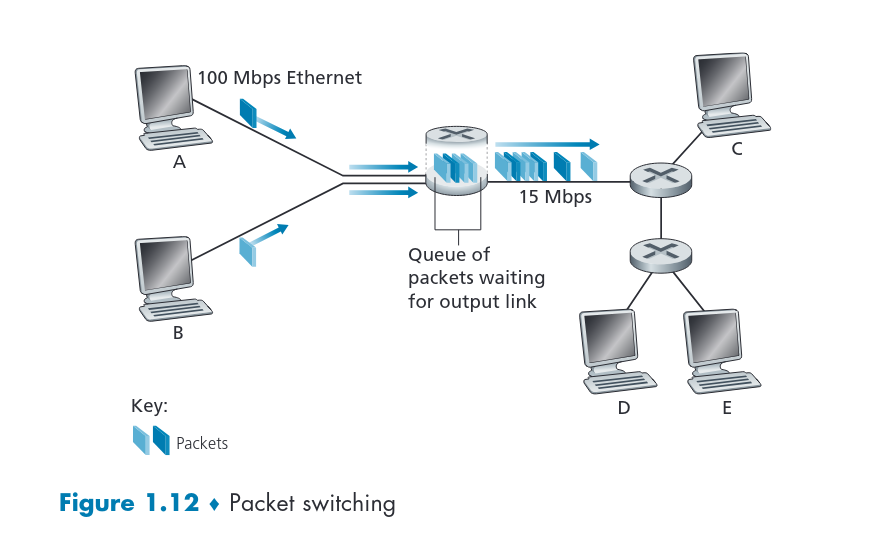 100 Mbps Ethernet
A
C
15 Mbps
Queue of
packets waiting
for output link
B
D
E
Key:
Packets
Figure 1.12 ♦ Packet switching